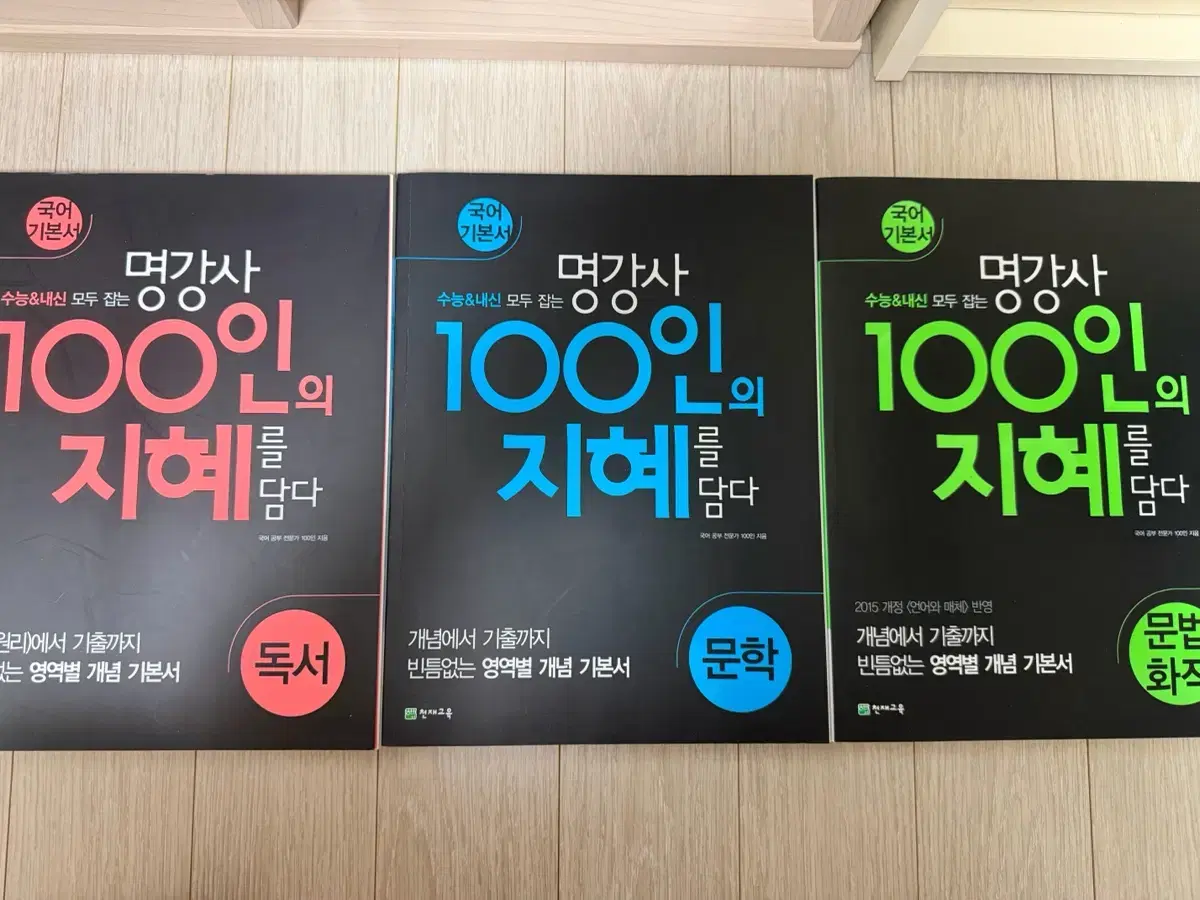 국어
기본서
명강사
수능&내신 모두 잡는
100인의
지혜를
담다
국어 공부 전문가 100인 지음
원리)에서 기출까지
없는 영역별 개념 기본서
독서
국어
기본서
명강사
수능&내신 모두 잡는
100인의
지혜를
담다
국어 공부 전문가 100인 지음
개념에서 기출까지
빈틈없는 영역별 개념 기본서
문학
천재교육
국어
기본서
명강사
수능&내신 모두 잡는
100인의
지혜를
담다
국어 공부 전문가 100인 지음
2015 개정 <언어와 매체> 반영
개념에서 기출까지
빈틈없는 영역별 개념 기본서
문법
화작
천재교육